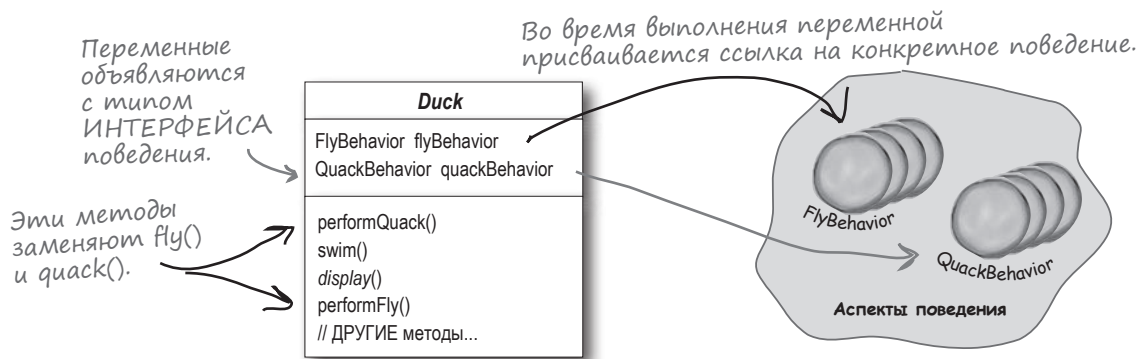 Переменные
объявляются
с типом
ИНТЕРФЕЙСА
поведения.
Эти методы
заменяют fly()
и quack().
Duck
FlyBehavior flyBehavior
QuackBehavior quackBehavior
performQuack()
swim()
display()
performFly()
// ДРУГИЕ методы...
Во время выполнения переменной
присваивается ссылка на конкретное поведение.
FlyBehavior
QuackBehavior
Аспекты поведения